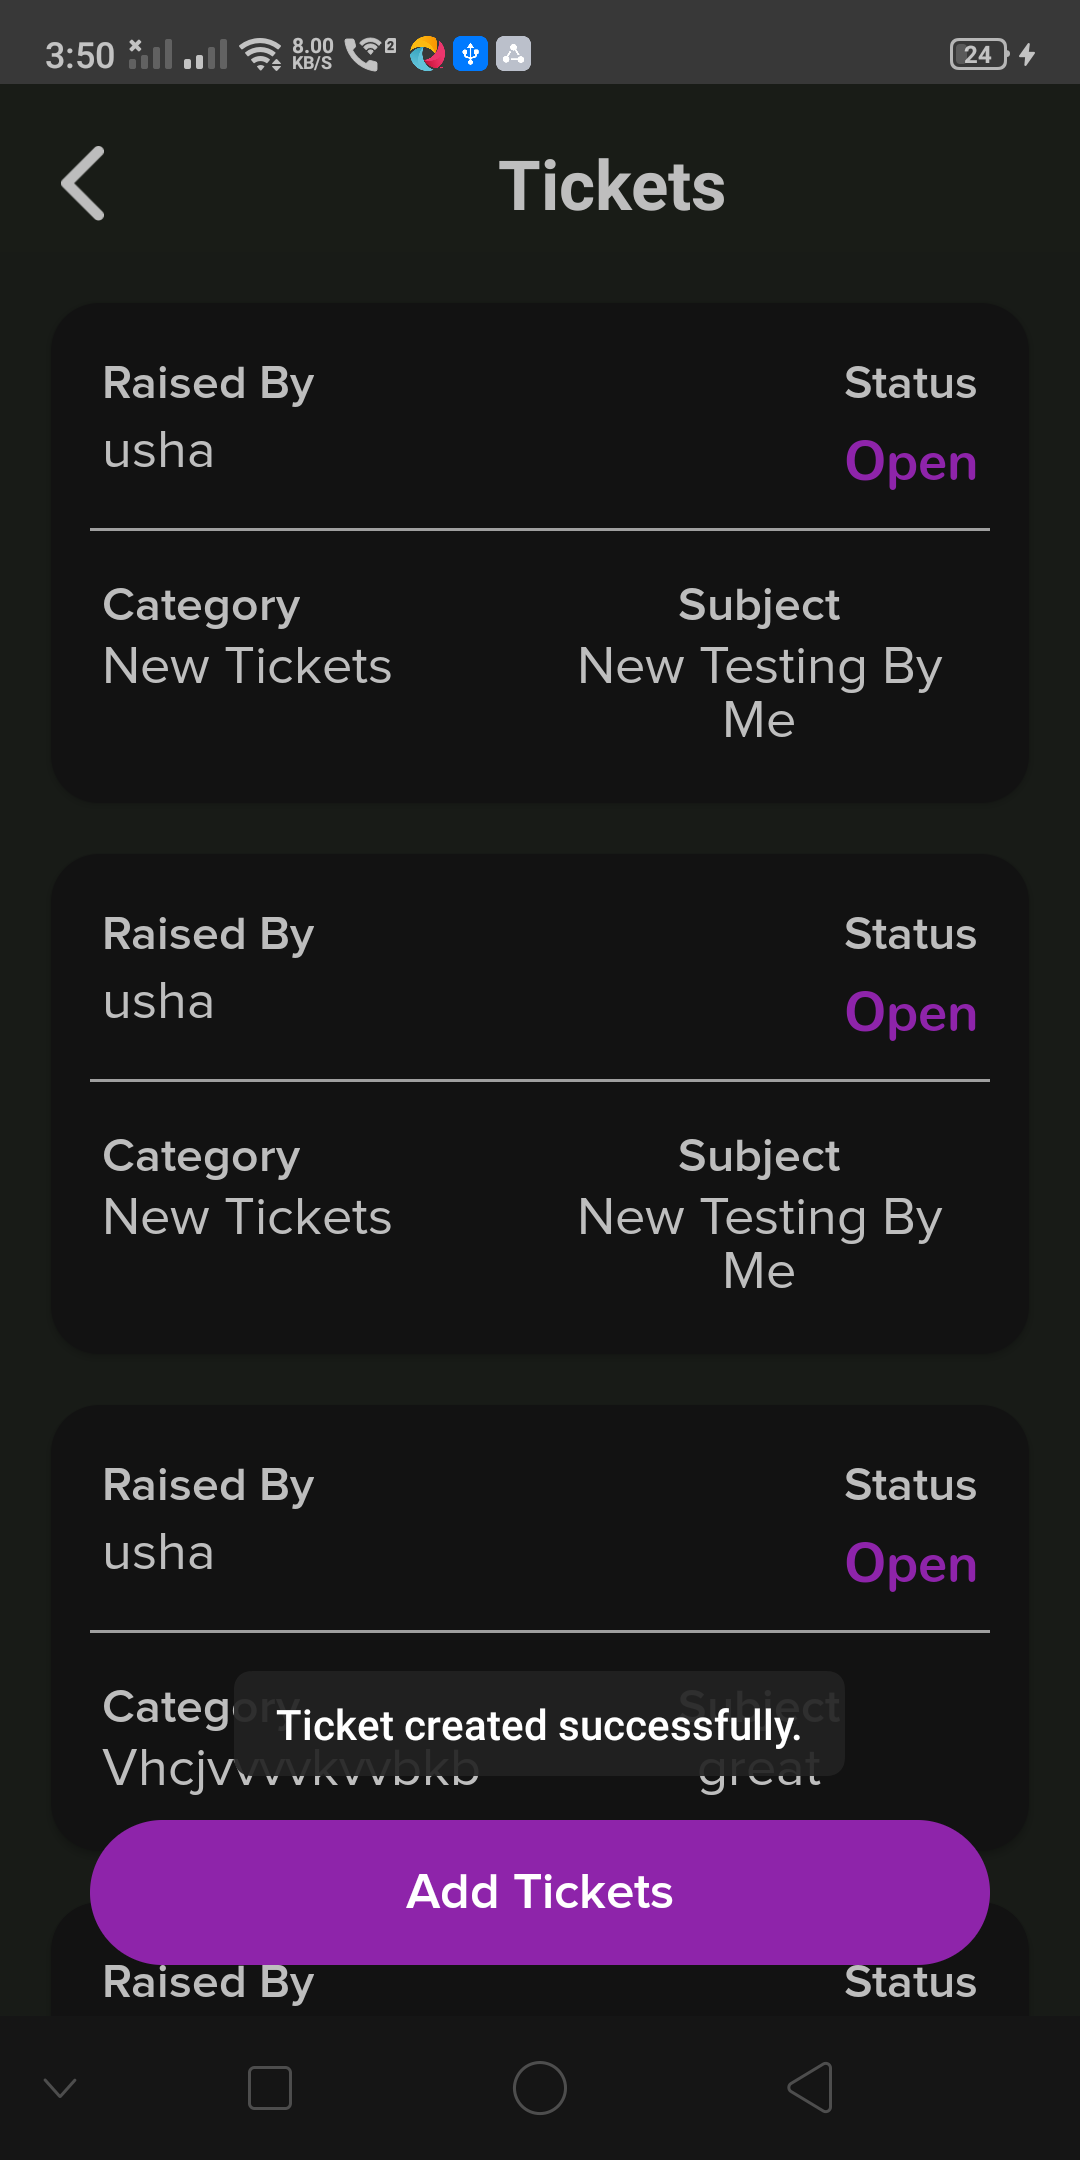 3:50 8.00 KB/S 2 24
Tickets
Raised By Status
usha Open
Category Subject
New Tickets New Testing By
Me
Raised By Status
usha Open
Category Subject
New Tickets New Testing By
Me
Raised By Status
usha Open
Category Subject
Ticket created successfully.
great
Add Tickets
Raised By Status